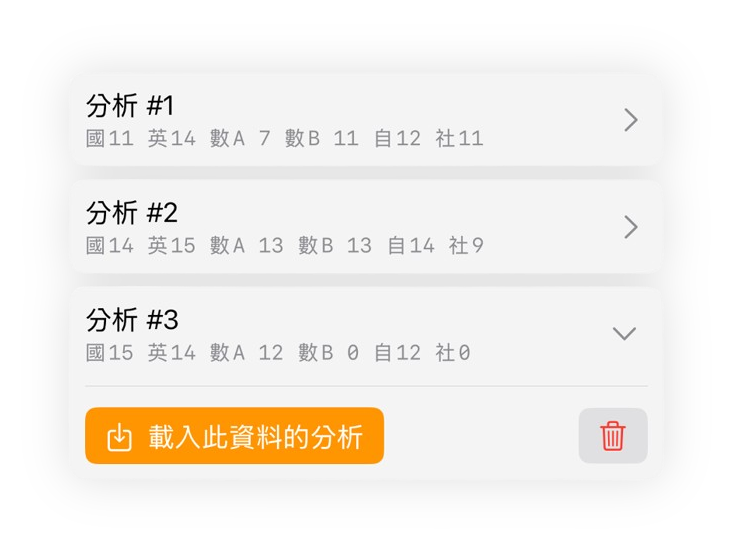 分析 #1
國11 英14 數A 7 數B 11 自12 社11
分析 #2
國14 英15 數A 13 數B 13 自14 社9
分析 #3
國15 英14 數A 12 數B 0 自12 社0
載入此資料的分析